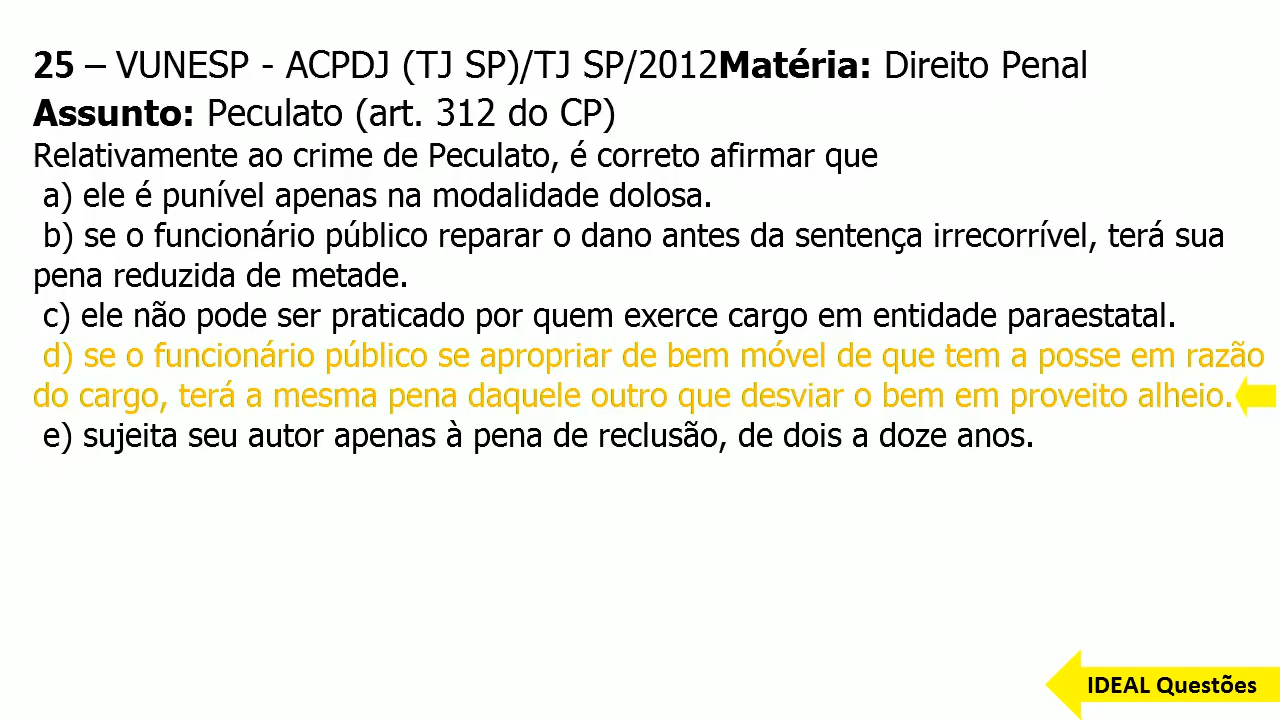 25 – VUNESP - ACPDJ (TJ SP)/TJ SP/2012Matéria: Direito Penal
Assunto: Peculato (art. 312 do CP)
Relativamente ao crime de Peculato, é correto afirmar que
a) ele é punível apenas na modalidade dolosa.
b) se o funcionário público reparar o dano antes da sentença irrecorrível, terá sua
pena reduzida de metade.
c) ele não pode ser praticado por quem exerce cargo em entidade paraestatal.
d) se o funcionário público se apropriar de bem móvel de que tem a posse em razão
do cargo, terá a mesma pena daquele outro que desviar o bem em proveito alheio.
e) sujeita seu autor apenas à pena de reclusão, de dois a doze anos.
IDEAL Questões